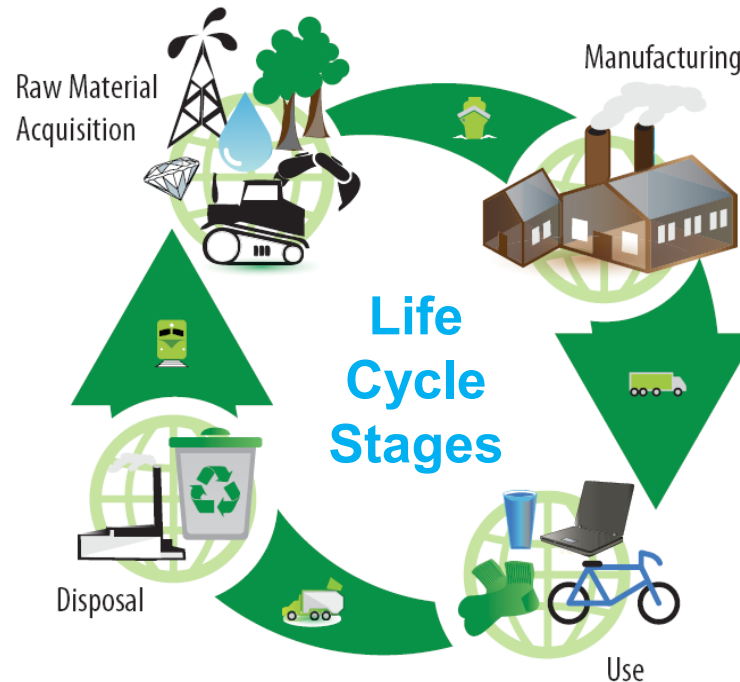 Raw Material
Acquisition
Manufacturing
Life
Cycle
Stages
Disposal
Use